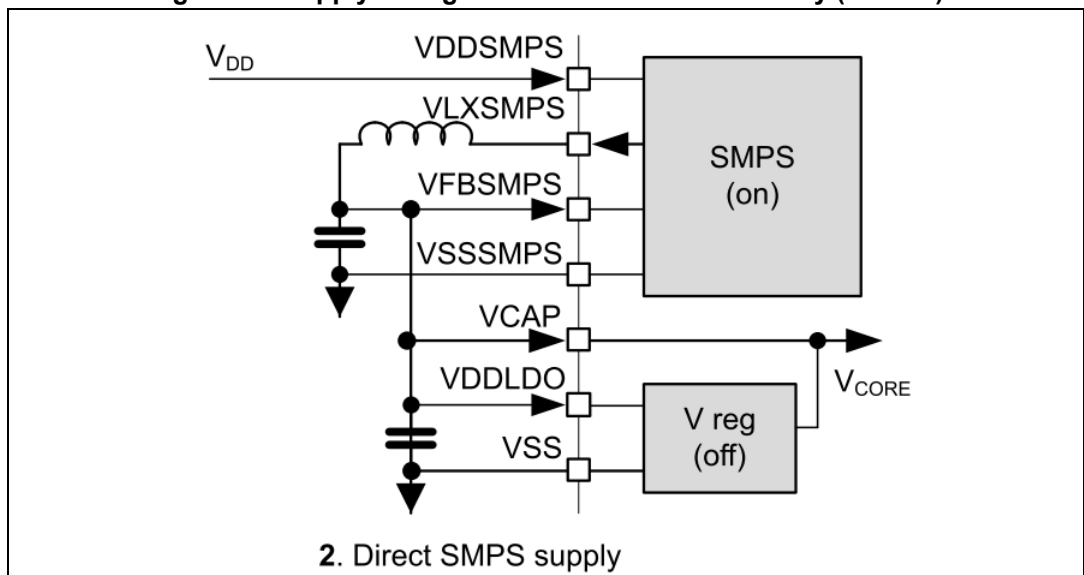 VDDSMPS
VDD
VLXSMPS
SMPS
(on)
VFBSMPS
VSSSMPS
VCAP
VDDLDO
VCORE
V reg
(off)
VSS
2. Direct SMPS supply